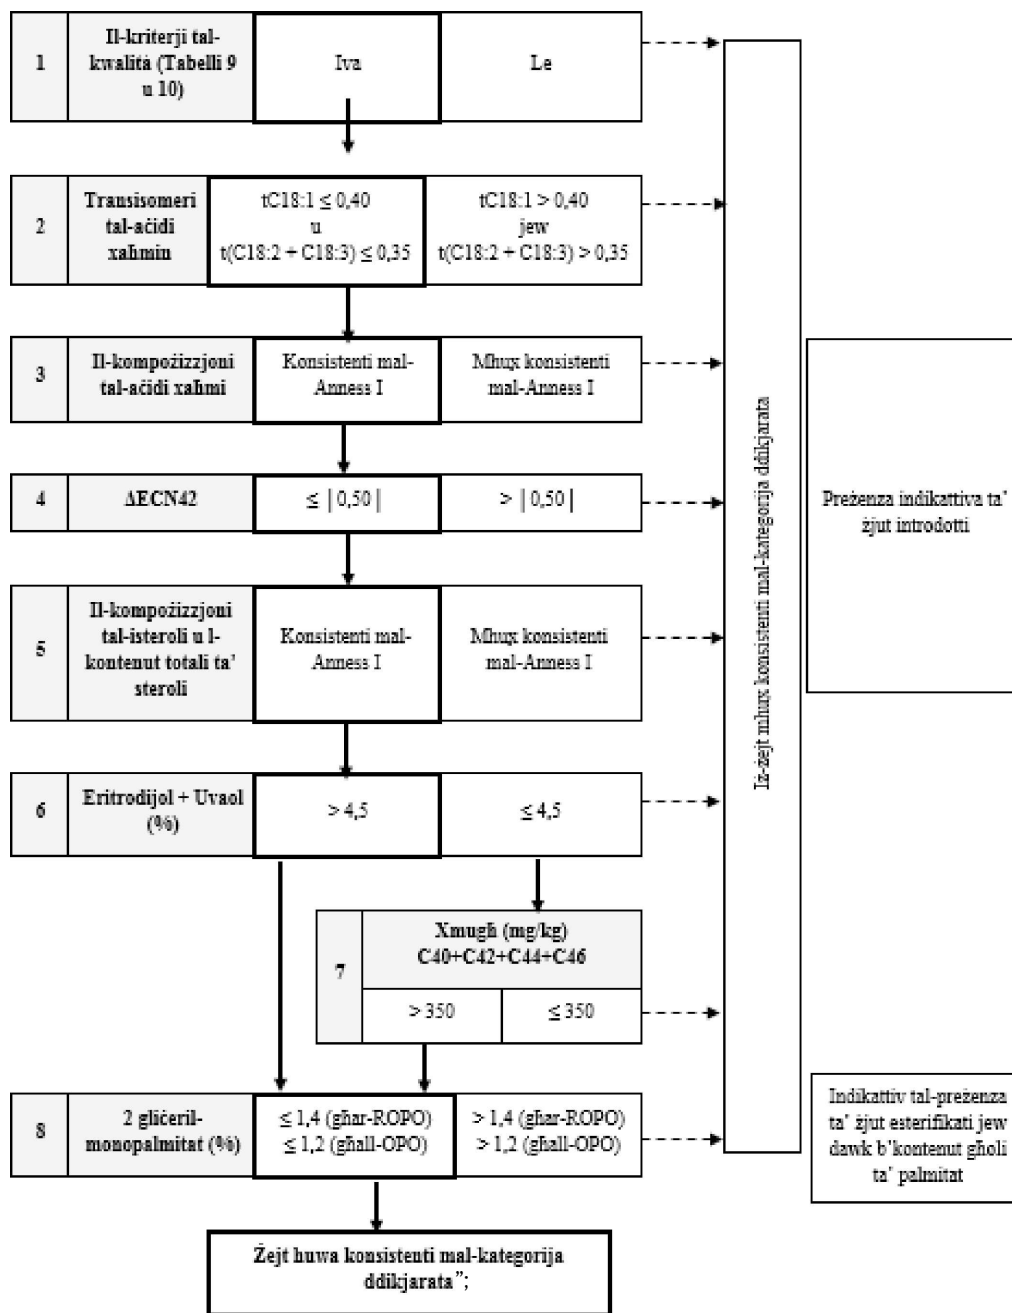 1
Il-kriterji tal-
kwalità (Tabelli 9
u 10)
Iva
Le
2
Transisomeri
tal-aċidi
xaħmin
tC18:1 ≤ 0,40
u
t(C18:2 + C18:3) ≤ 0,35
tC18:1 > 0,40
jew
t(C18:2 + C18:3) > 0,35
3
Il-kompożizzjoni
tal-aċidi xaħmi
Konsistenti mal-
Anness I
Mhux konsistenti
mal-Anness I
4
ΔECN42
≤ | 0,50 |
> | 0,50 |
5
Il-kompożizzjoni
tal-isteroli u l-
kontenut totali ta’
steroli
Konsistenti mal-
Anness I
Mhux konsistenti
mal-Anness I
6
Eritrodijol + Uvaol
(%)
> 4,5
≤ 4,5
7
Xmugħ (mg/kg)
C40+C42+C44+C46
> 350
≤ 350
8
2 gliċeril-
monopalmitat (%)
≤ 1,4 (għar-ROPO)
≤ 1,2 (għall-OPO)
> 1,4 (għar-ROPO)
> 1,2 (għall-OPO)
Żejt huwa konsistenti mal-kategorija
ddikjarata”;
Iż-żejt mhux konsistenti mal-kategorija ddikjarata
Preżenza indikattiva ta’
żjut introdotti
Indikattiv tal-preżenza
ta’ żjut esterifikati jew
dawk b’kontenut għoli
ta’ palmitat